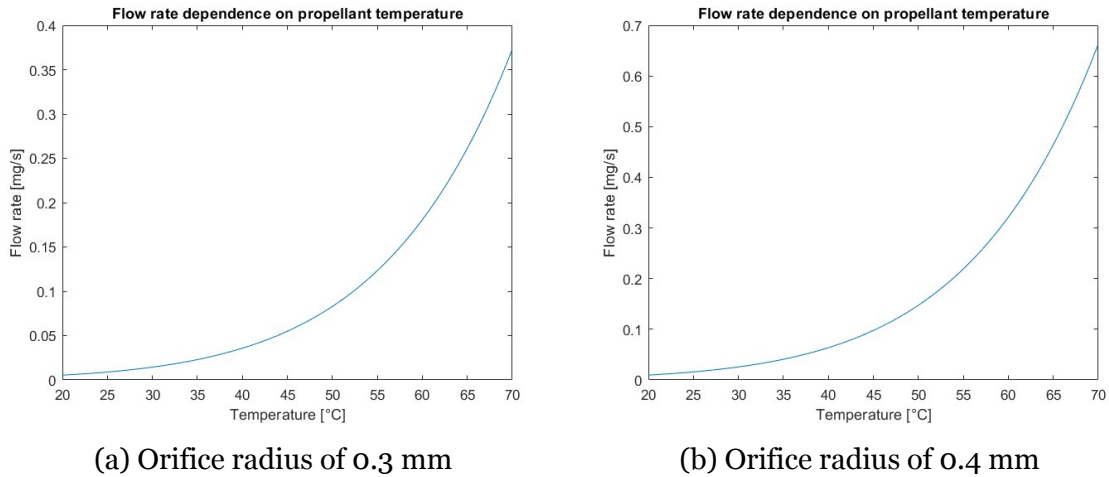 Flow rate dependence on propellant temperature
0.4
0.35
0.3
0.25
0.2
0.15
0.1
0.05
0
Flow rate [mg/s]
20 25 30 35 40 45 50 55 60 65 70
Temperature [°C]
(a) Orifice radius of 0.3 mm
Flow rate dependence on propellant temperature
0.7
0.6
0.5
0.4
0.3
0.2
0.1
0
Flow rate [mg/s]
20 25 30 35 40 45 50 55 60 65 70
Temperature [°C]
(b) Orifice radius of 0.4 mm